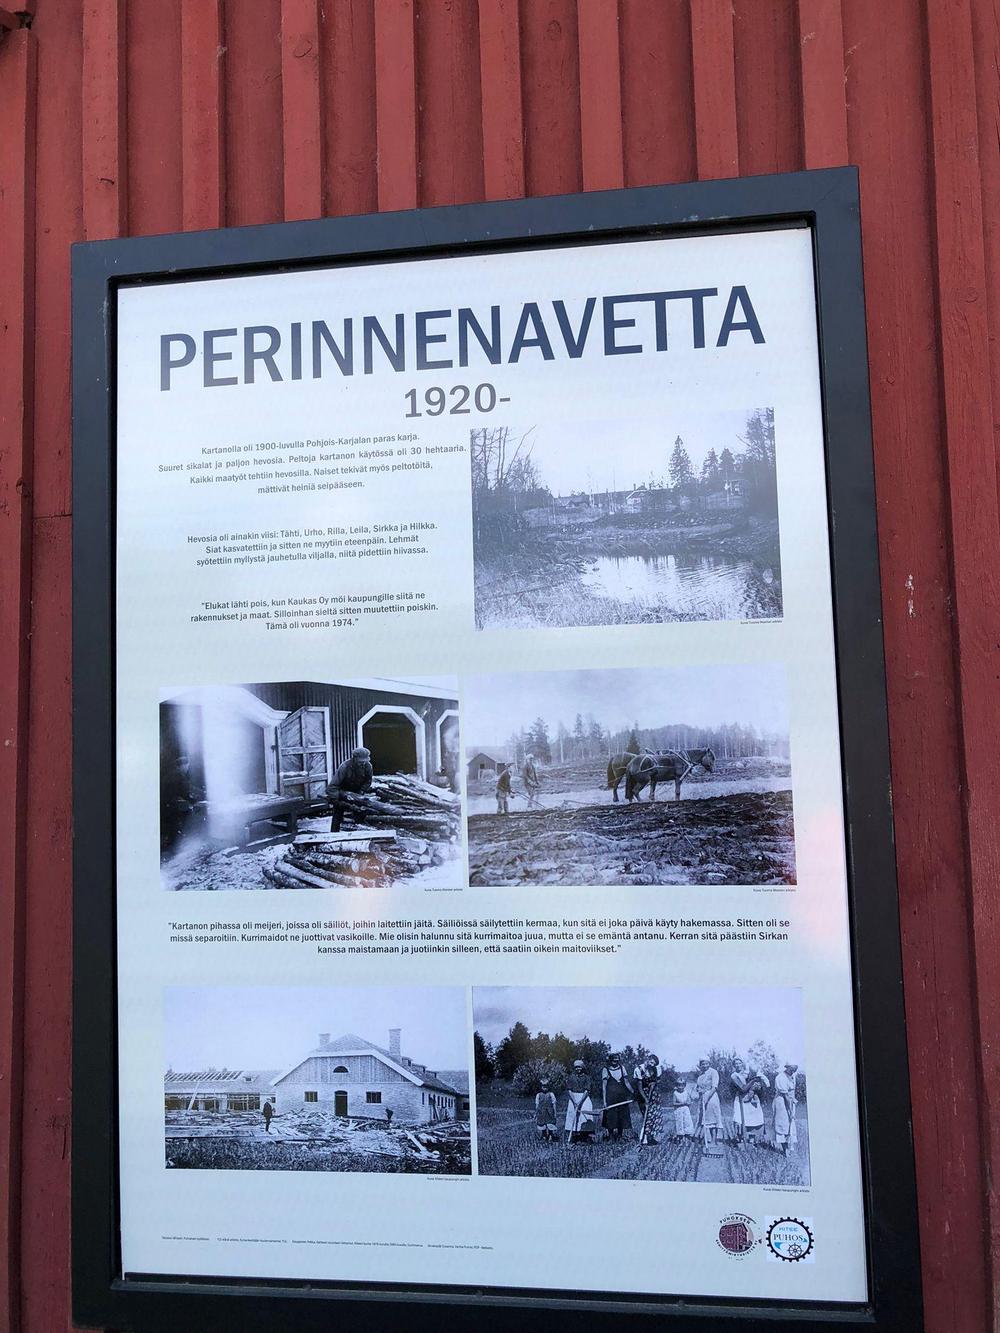 PERINNENAVETTA
1920-
Kartanolla oli 1900-luvulla Pohjois-Karjalan paras karja.
Suuret sikalat ja paljon hevosia. Peltoja kartanon käytössä oli 30 hehtaaria.
Kaikki maatyöt tehtiin hevosilla. Naiset tekivät myös peltotöitä,
mättivät heiniä seipääseen.
Hevosia oli ainakin viisi: Tähti, Urho, Rilla, Leila, Sirkka ja Hilkka.
Siat kasvatettiin ja sitten ne myytiin eteenpäin. Lehmät
syötettiin myllystä jauhetulla viljalla, niitä pidettiin hiivassa.
"Elukat lähti pois, kun Kaukas Oy möi kaupungille siitä ne
rakennukset ja maat. Silloinhan sieltä sitten muutettiin poiskin.
Tämä oli vuonna 1974."
"Kartanon pihassa oli meijeri, joissa oli säiliöt, joihin laitettiin jäitä. Säiliöissä säilytettiin kermaa, kun sitä ei joka päivä käyty hakemassa. Sitten oli se
missä separoitiin. Kurrimaidot ne juottivat vasikoille. Mie olisin halunnu sitä kurrimaitoa juua, mutta ei se emäntä antanu. Kerran sitä päästiin Sirkan
kanssa maistamaan ja juotiinkin silleen, että saatiin oikein maitoviikset."
KITEE
PUHOS